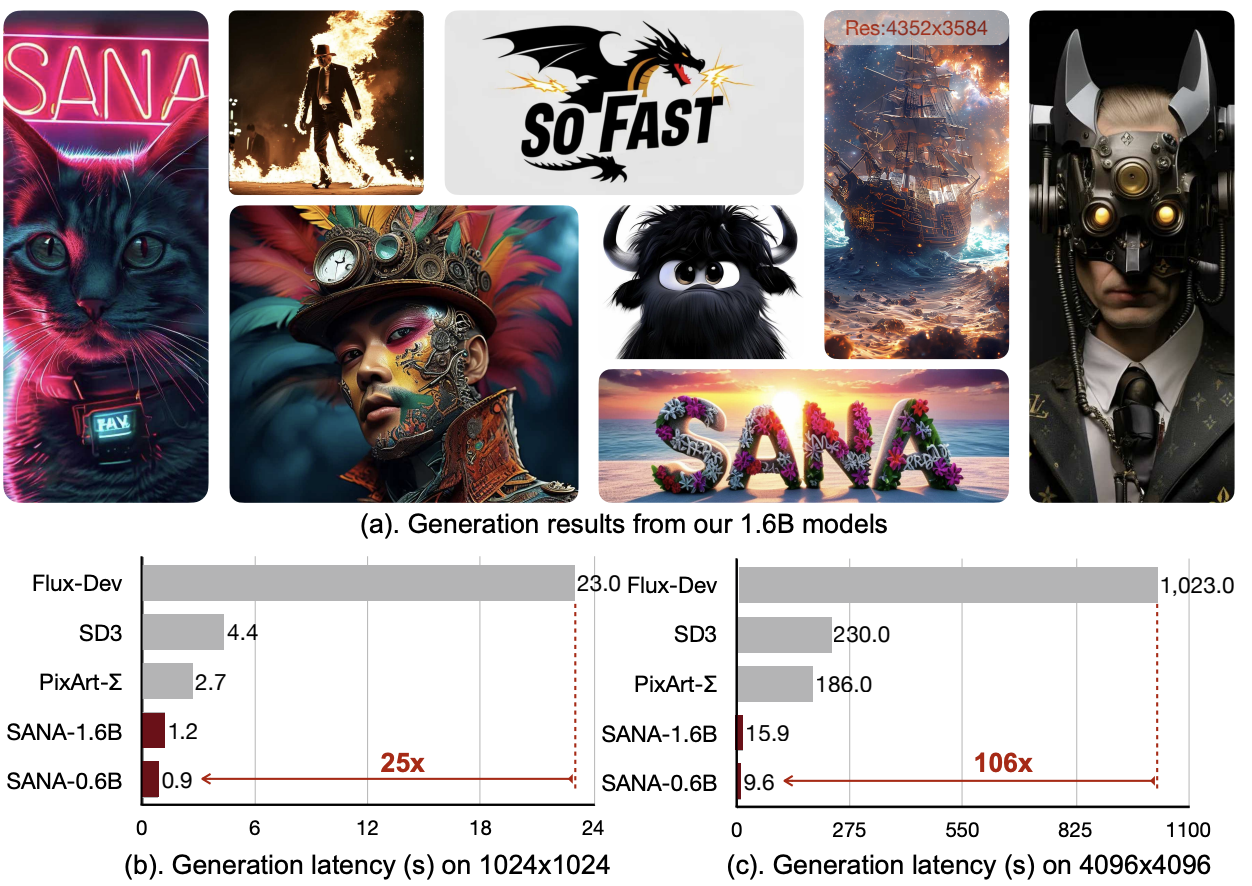 SANA
SO FAST
Res:4352x3584
SANA
(a). Generation results from our 1.6B models
Flux-Dev
23.0
SD3
4.4
PixArt-Σ
2.7
SANA-1.6B
1.2
SANA-0.6B
0.9
25x
0 6 12 18 24
(b). Generation latency (s) on 1024x1024
Flux-Dev
1,023.0
SD3
230.0
PixArt-Σ
186.0
SANA-1.6B
15.9
SANA-0.6B
9.6
106x
0 275 550 825 1100
(c). Generation latency (s) on 4096x4096